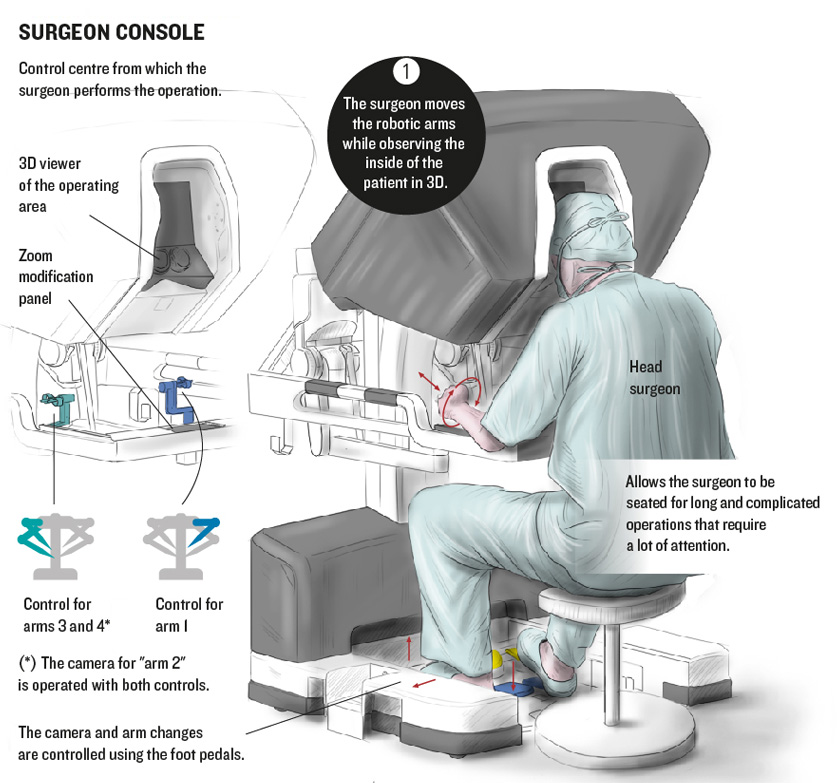 SURGEON CONSOLE
Control centre from which the
surgeon performs the operation.
1
The surgeon moves
the robotic arms
while observing the
inside of the
patient in 3D.
3D viewer
of the operating
area
Zoom
modification
panel
Head
surgeon
Allows the surgeon to be
seated for long and complicated
operations that require
a lot of attention.
Control for
arms 3 and 4*
Control for
arm 1
(*) The camera for "arm 2"
is operated with both controls.
The camera and arm changes
are controlled using the foot pedals.